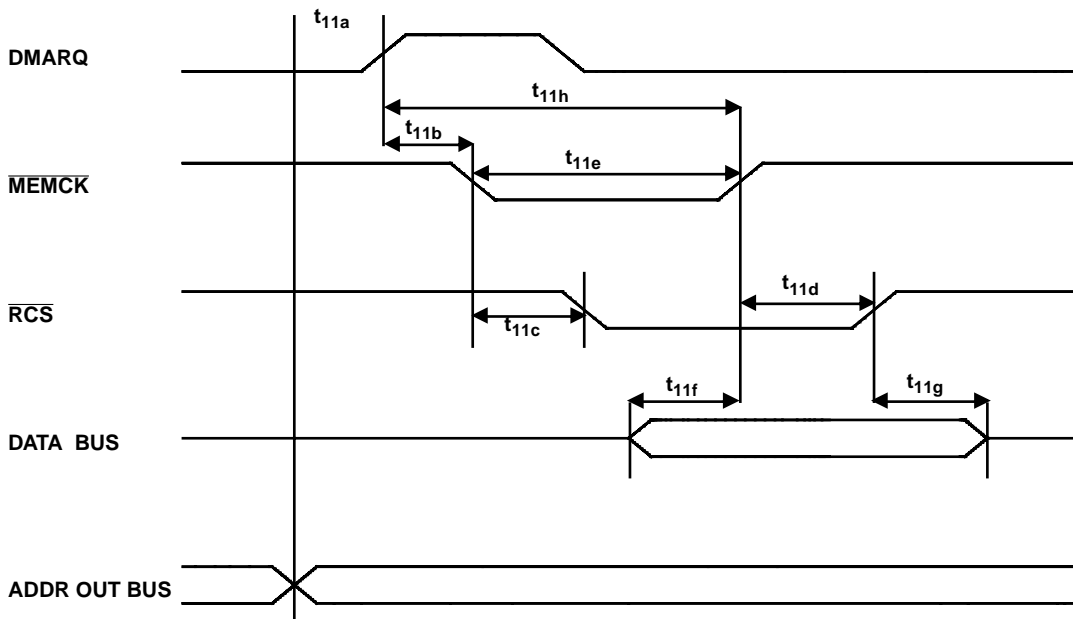 t11a
DMARQ
t11h
t11b
t11e
MEMCK
t11d
RCS
t11c
t11f
t11g
DATA BUS
ADDR OUT BUS